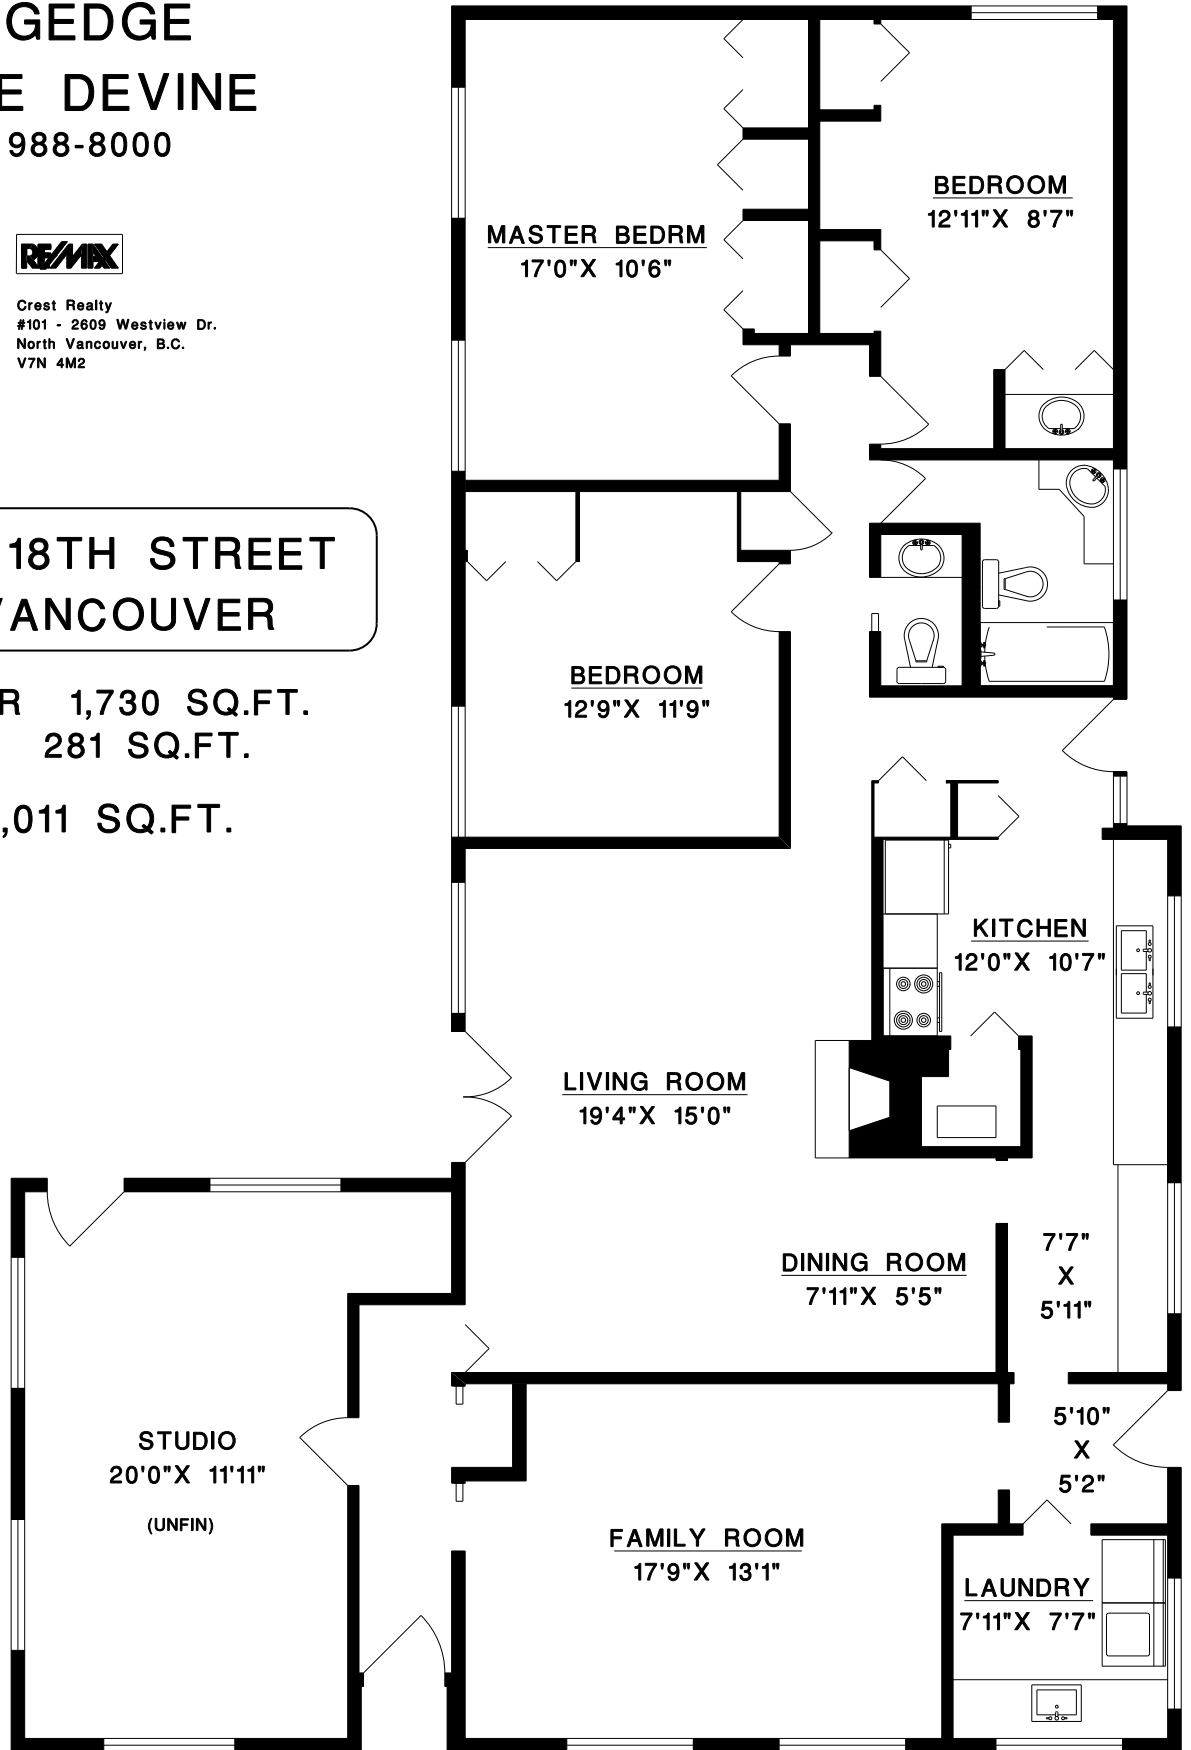 GEDGE
E DEVINE
988-8000
RE/MAX
Crest Realty
#101 - 2609 Westview Dr.
North Vancouver, B.C.
V7N 4M2
18TH STREET
VANCOUVER
R 1,730 SQ.FT.
281 SQ.FT.
,011 SQ.FT.
MASTER BEDRM
17'0"X 10'6"
BEDROOM
12'11"X 8'7"
BEDROOM
12'9"X 11'9"
KITCHEN
12'0"X 10'7"
LIVING ROOM
19'4"X 15'0"
DINING ROOM
7'11"X 5'5"
7'7"
X
5'11"
STUDIO
20'0"X 11'11"
(UNFIN)
5'10"
X
5'2"
FAMILY ROOM
17'9"X 13'1"
LAUNDRY
7'11"X 7'7"